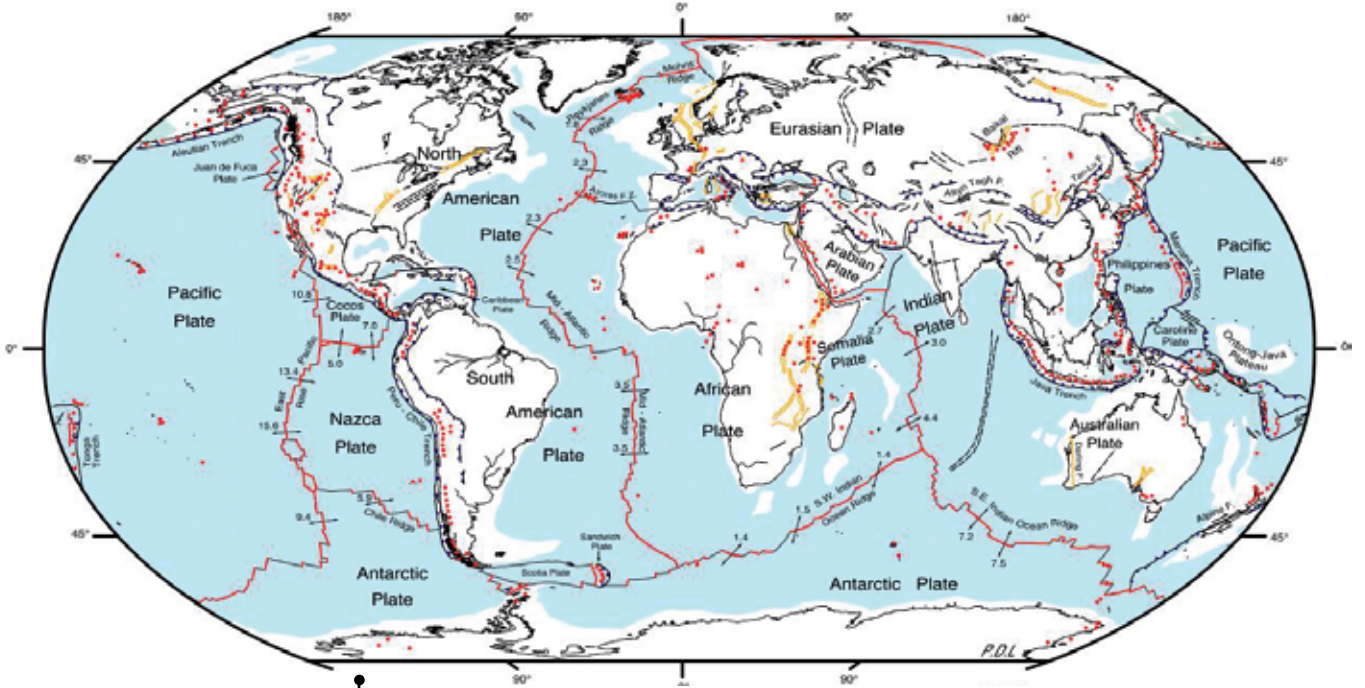 180°
90°
0°
90°
180°
Mohns
Ridge
Reykjanes
Ridge
Eurasian Plate
Baikal
Rift
Aleutian Trench
North
45°
45°
Juan de Fuca
Plate
2.3
Azores F.Z.
Altyn Tagh F.
American
Plate
2.3
2.5
Arabian
Plate
Philippines
Plate
Mariana Trench
Pacific
Plate
Pacific
Plate
10.8
Cocos
Plate
7.0
5.0
Caribbean
Plate
Mid-Atlantic
Ridge
Indian
Plate
2.7
3.0
Somalia
Plate
Caroline
Plate
Ontong-Java
Plateau
0°
13.4
East Pacific
Rise
South
American
Plate
African
Plate
3.5
Mid-Atlantic
Ridge
3.5
Java Trench
Nazca
Plate
Peru-Chile Trench
15.6
4.4
Australian
Plate
Darling F.
Tonga
Trench
1.4
S.W. Indian
Ocean Ridge
1.5
1.4
5.9
Chile Ridge
9.4
S.E. Indian Ocean Ridge
7.2
7.5
Alpine F.
45°
45°
Sandwich
Plate
Scotia Plate
Antarctic
Plate
Antarctic Plate
P.D.L
180°
90°
90°
180°